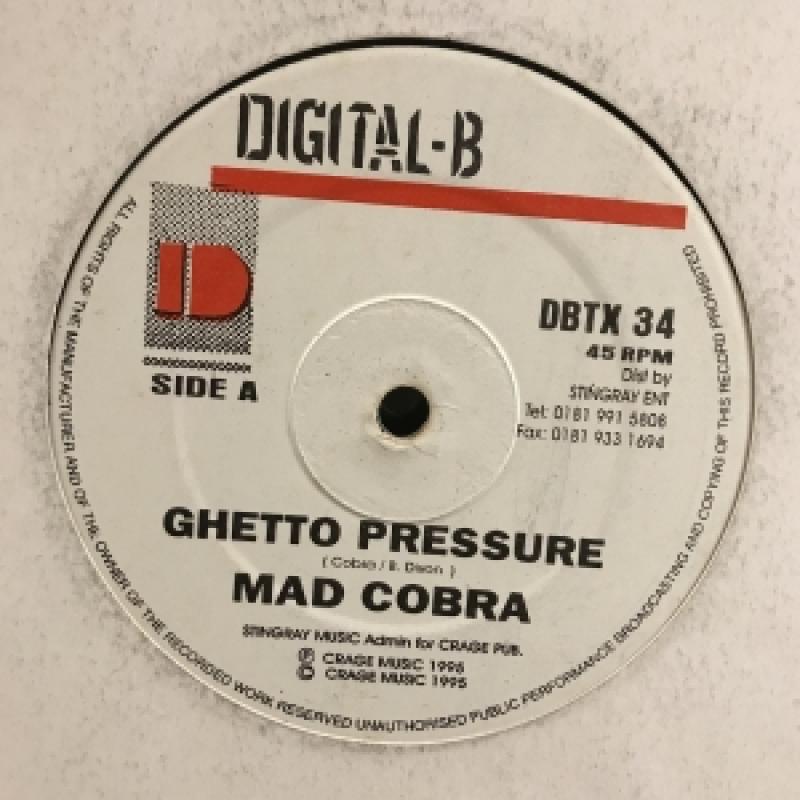 DIGITAL-B
D
SIDE A
DBTX 34
45 RPM
Dist by
STINGRAY ENT
Tel: 0181 991 5808
Fax: 0181 933 1694
GHETTO PRESSURE
( Cobra / B. Dixon )
MAD COBRA
STINGRAY MUSIC Admin for CRAGE PUB.
Ⓟ CRAGE MUSIC 1995
© CRAGE MUSIC 1995
ALL RIGHTS OF THE MANUFACTURER AND OF THE OWNER OF THE RECORDED WORK RESERVED UNAUTHORISED PUBLIC PERFORMANCE BROADCASTING AND COPYING OF THIS RECORD PROHIBITED